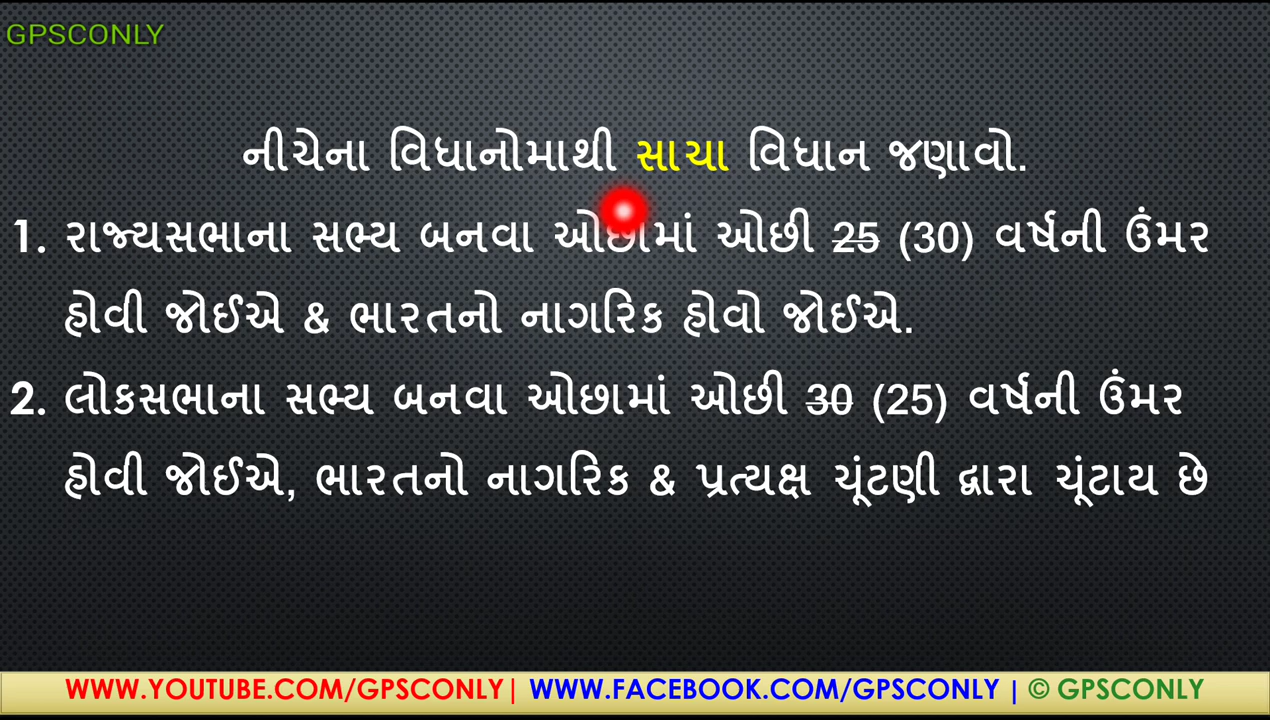 GPSCONLY
નીચેના વિધાનોમાથી સાચા વિધાન જણાવો.
1. રાજ્યસભાના સભ્ય બનવા ઓછામાં ઓછી 25 (30) વર્ષની ઉંમર
હોવી જોઈએ & ભારતનો નાગરિક હોવો જોઈએ.
2. લોકસભાના સભ્ય બનવા ઓછામાં ઓછી 30 (25) વર્ષની ઉંમર
હોવી જોઈએ, ભારતનો નાગરિક & પ્રત્યક્ષ ચૂંટણી દ્વારા ચૂંટાય છે
WWW.YOUTUBE.COM/GPSCONLY| WWW.FACEBOOK.COM/GPSCONLY | © GPSCONLY